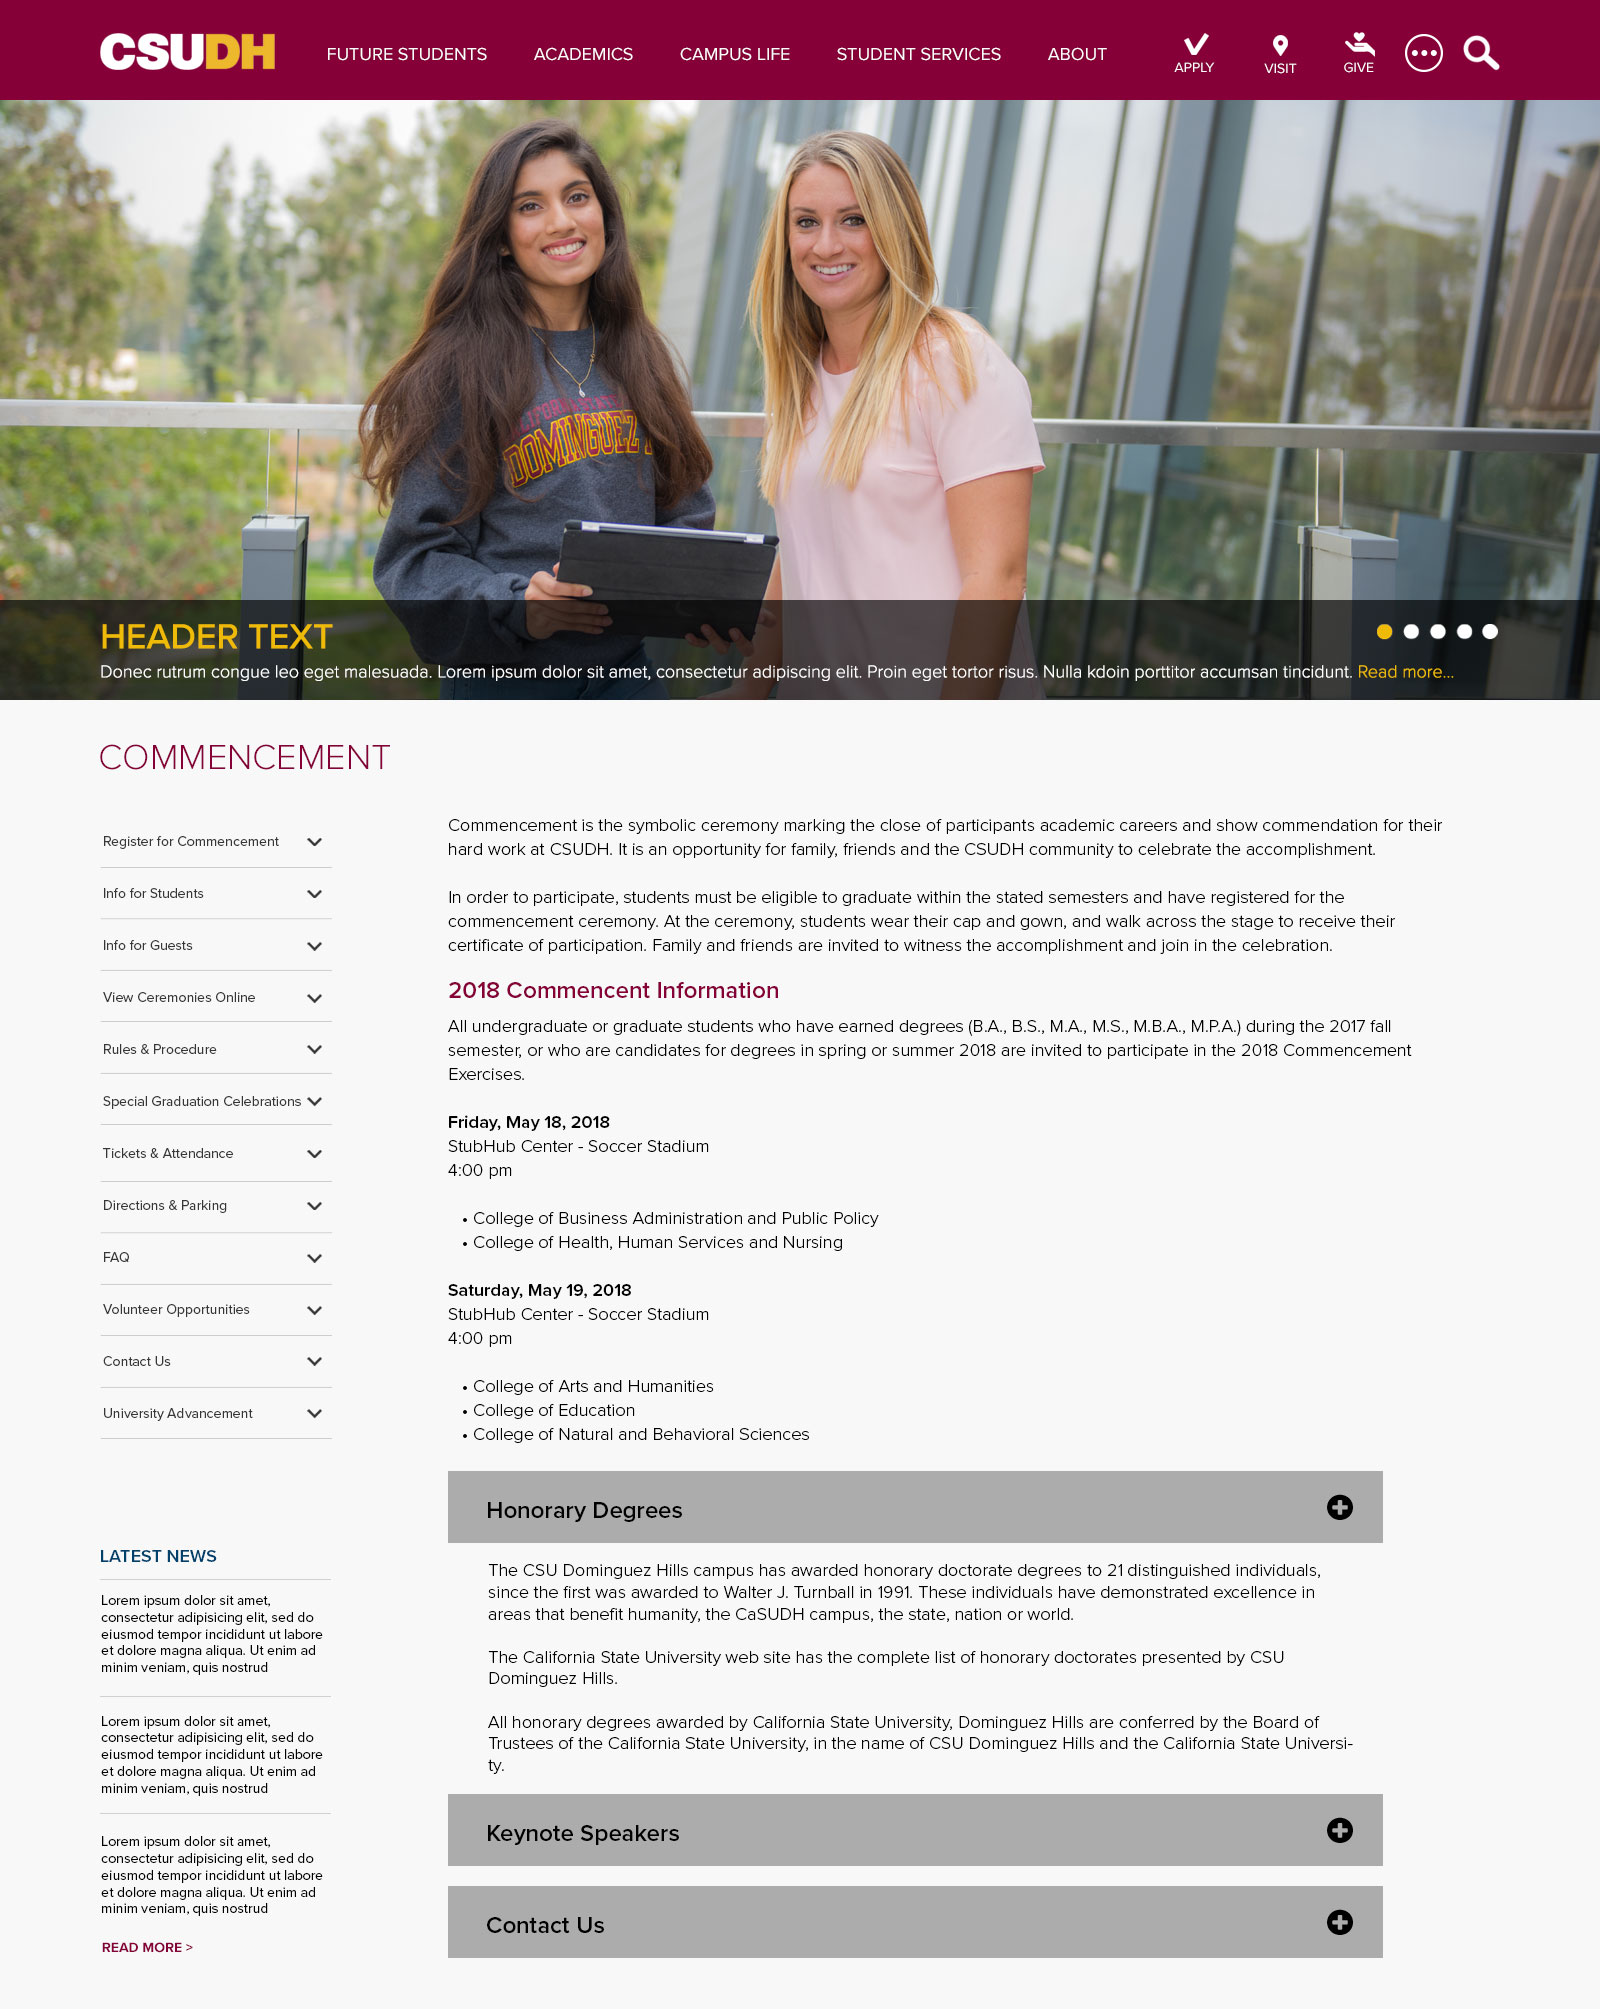 CSUDH
FUTURE STUDENTS
ACADEMICS
CAMPUS LIFE
STUDENT SERVICES
ABOUT
APPLY
VISIT
GIVE
DOMINGUEZ
HEADER TEXT
Donec rutrum congue leo eget malesuada. Lorem ipsum dolor sit amet, consectetur adipiscing elit. Proin eget tortor risus. Nulla kdoin porttitor accumsan tincidunt. Read more...
COMMENCEMENT
Register for Commencement
Info for Students
Info for Guests
View Ceremonies Online
Rules & Procedure
Special Graduation Celebrations
Tickets & Attendance
Directions & Parking
FAQ
Volunteer Opportunities
Contact Us
University Advancement
LATEST NEWS
Lorem ipsum dolor sit amet,
consectetur adipisicing elit, sed do
eiusmod tempor incididunt ut labore
et dolore magna aliqua. Ut enim ad
minim veniam, quis nostrud
Lorem ipsum dolor sit amet,
consectetur adipisicing elit, sed do
eiusmod tempor incididunt ut labore
et dolore magna aliqua. Ut enim ad
minim veniam, quis nostrud
Lorem ipsum dolor sit amet,
consectetur adipisicing elit, sed do
eiusmod tempor incididunt ut labore
et dolore magna aliqua. Ut enim ad
minim veniam, quis nostrud
READ MORE >
Commencement is the symbolic ceremony marking the close of participants academic careers and show commendation for their
hard work at CSUDH. It is an opportunity for family, friends and the CSUDH community to celebrate the accomplishment.
In order to participate, students must be eligible to graduate within the stated semesters and have registered for the
commencement ceremony. At the ceremony, students wear their cap and gown, and walk across the stage to receive their
certificate of participation. Family and friends are invited to witness the accomplishment and join in the celebration.
2018 Commencent Information
All undergraduate or graduate students who have earned degrees (B.A., B.S., M.A., M.S., M.B.A., M.P.A.) during the 2017 fall
semester, or who are candidates for degrees in spring or summer 2018 are invited to participate in the 2018 Commencement
Exercises.
Friday, May 18, 2018
StubHub Center - Soccer Stadium
4:00 pm
• College of Business Administration and Public Policy
• College of Health, Human Services and Nursing
Saturday, May 19, 2018
StubHub Center - Soccer Stadium
4:00 pm
• College of Arts and Humanities
• College of Education
• College of Natural and Behavioral Sciences
Honorary Degrees
The CSU Dominguez Hills campus has awarded honorary doctorate degrees to 21 distinguished individuals,
since the first was awarded to Walter J. Turnball in 1991. These individuals have demonstrated excellence in
areas that benefit humanity, the CaSUDH campus, the state, nation or world.
The California State University web site has the complete list of honorary doctorates presented by CSU
Dominguez Hills.
All honorary degrees awarded by California State University, Dominguez Hills are conferred by the Board of
Trustees of the California State University, in the name of CSU Dominguez Hills and the California State Universi-
ty.
Keynote Speakers
Contact Us